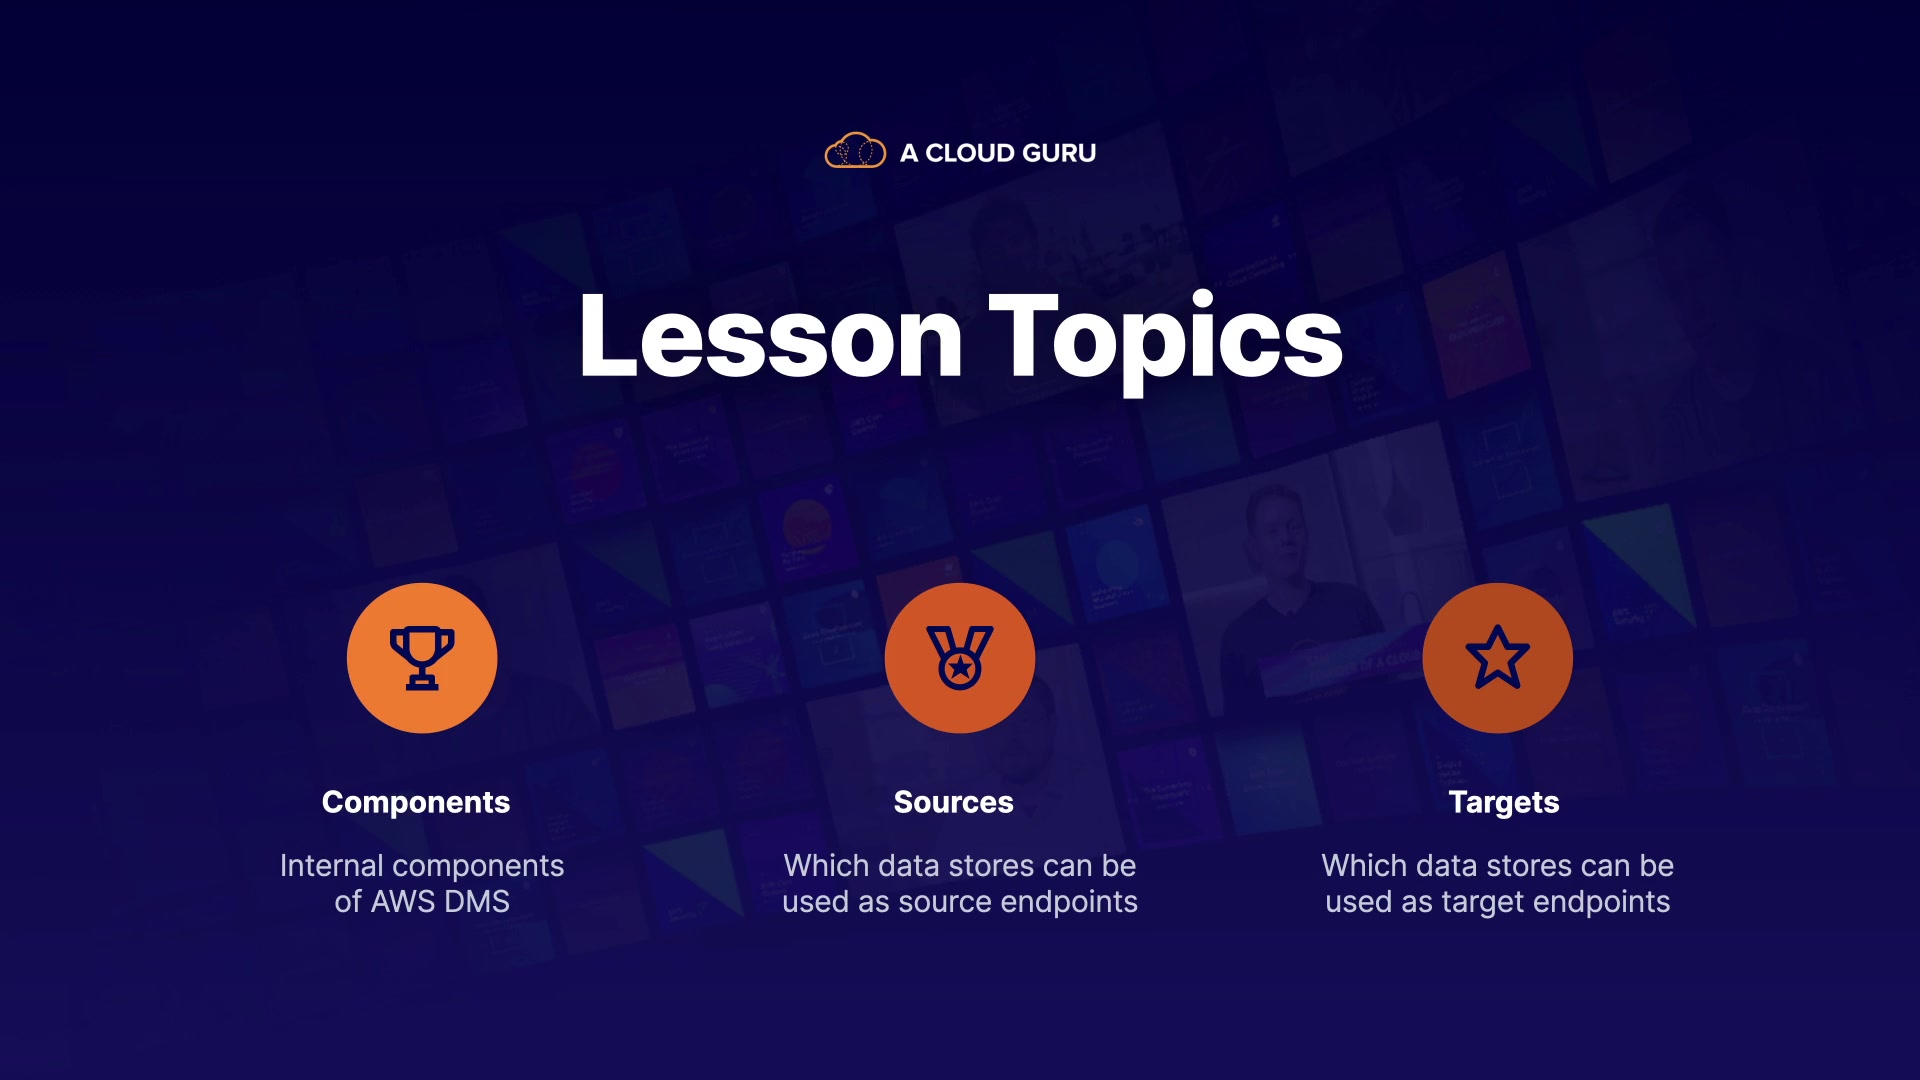 A CLOUD GURU
Lesson Topics
Components
Internal components
of AWS DMS
Sources
Which data stores can be
used as source endpoints
Targets
Which data stores can be
used as target endpoints